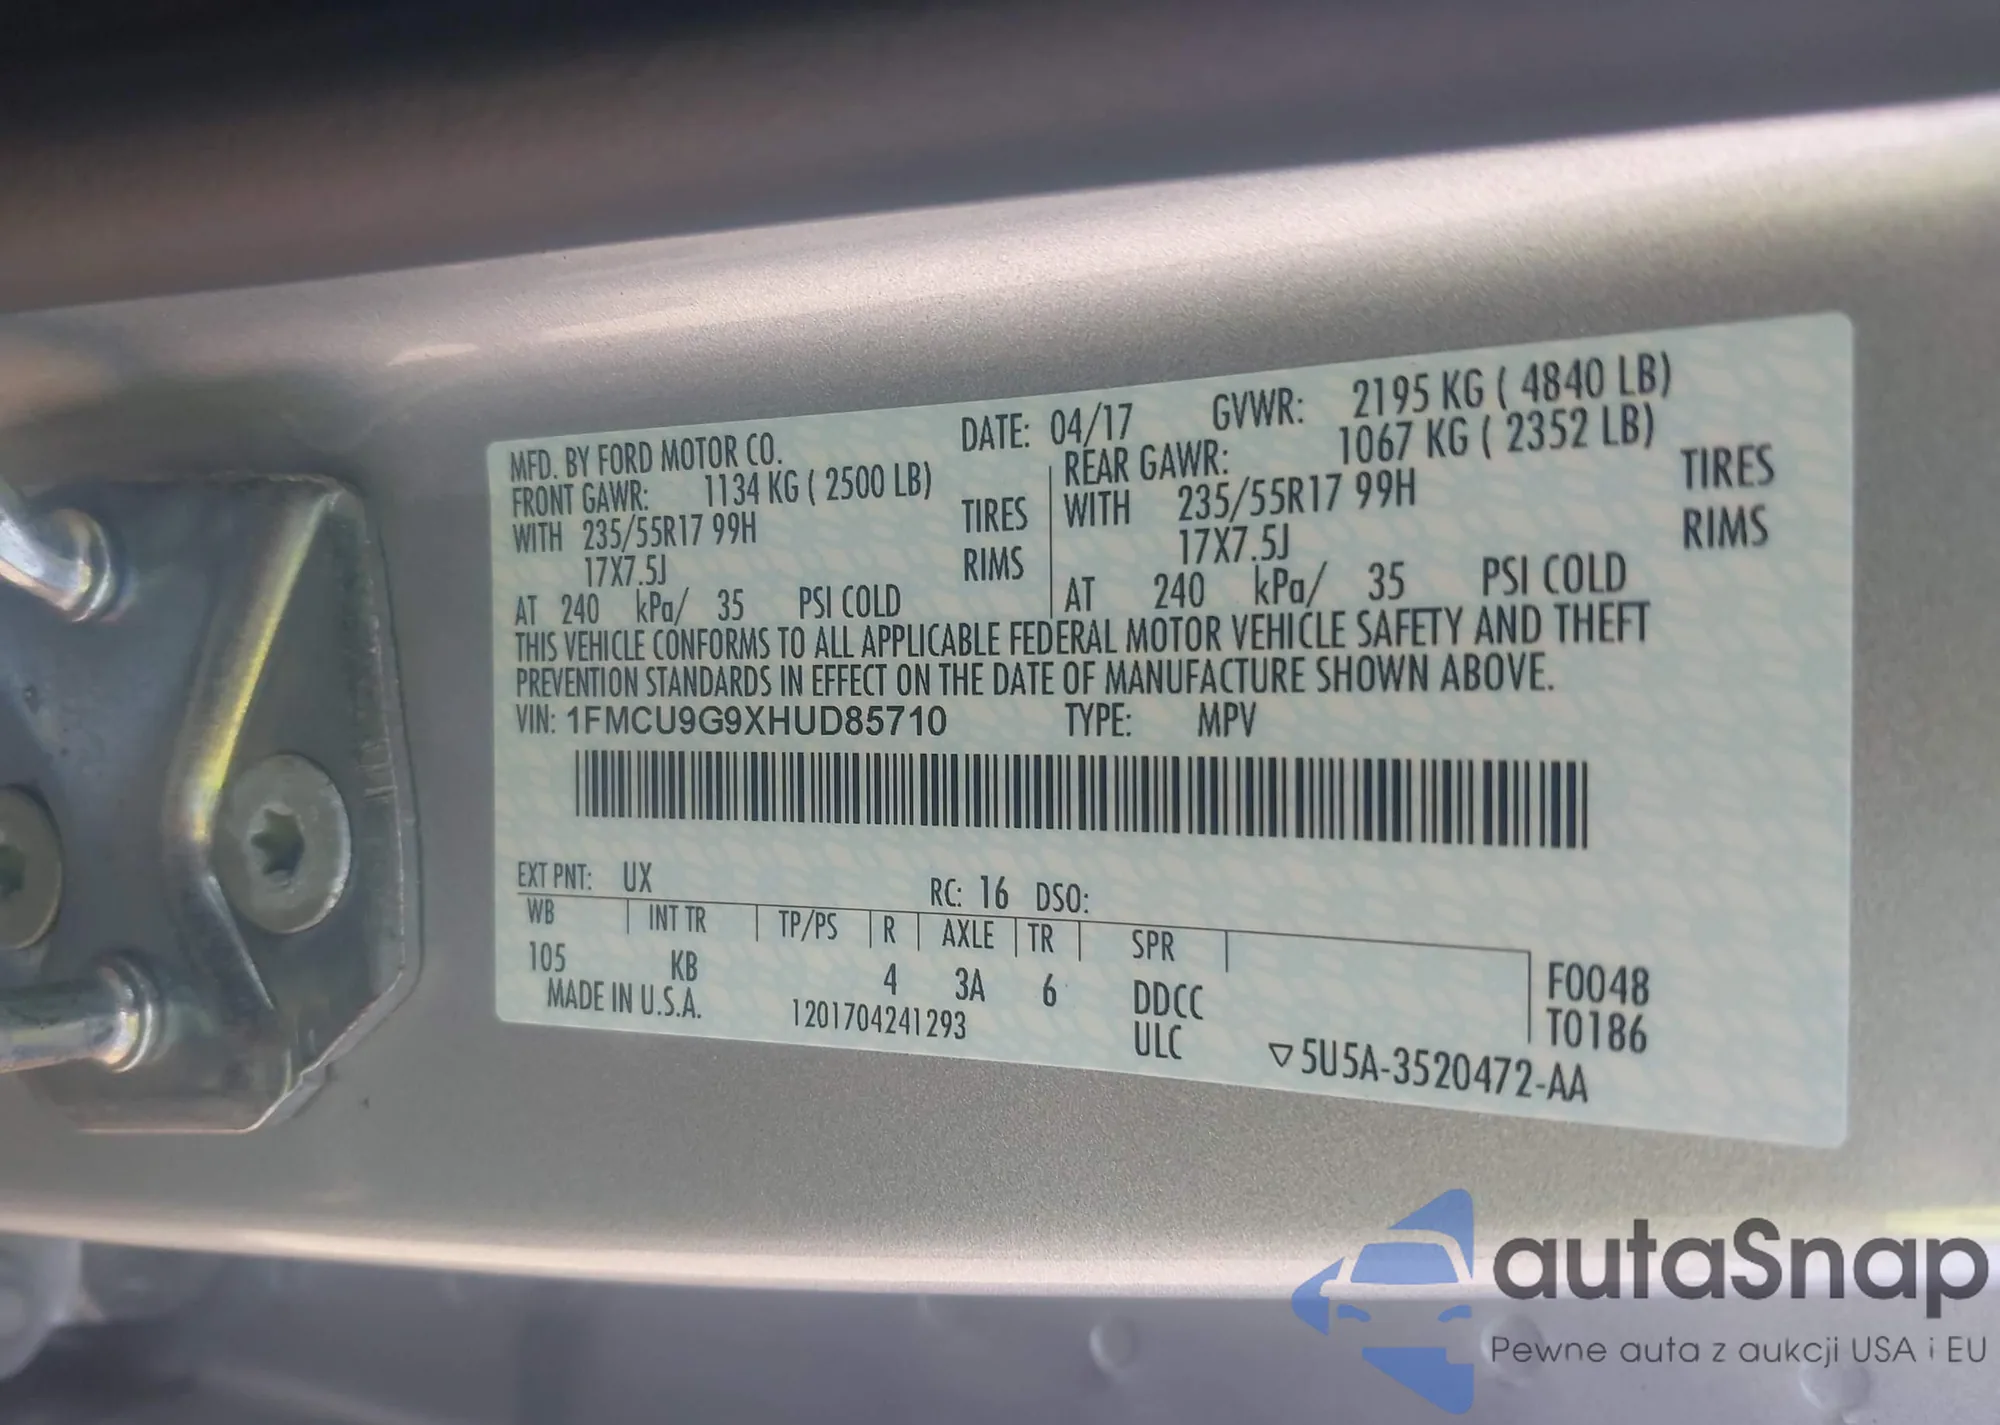 MFD. BY FORD MOTOR CO. DATE: 04/17 GVWR: 2195 KG ( 4840 LB)
FRONT GAWR: 1134 KG ( 2500 LB) REAR GAWR: 1067 KG ( 2352 LB)
WITH 235/55R17 99H TIRES WITH 235/55R17 99H TIRES
17X7.5J RIMS 17X7.5J RIMS
AT 240 kPa/ 35 PSI COLD AT 240 kPa/ 35 PSI COLD
THIS VEHICLE CONFORMS TO ALL APPLICABLE FEDERAL MOTOR VEHICLE SAFETY AND THEFT
PREVENTION STANDARDS IN EFFECT ON THE DATE OF MANUFACTURE SHOWN ABOVE.
VIN: 1FMCU9G9XHUD85710 TYPE: MPV
EXT PNT: UX RC: 16 DSO:
WB INT TR TP/PS R AXLE TR SPR
105 KB 4 3A 6 DDCC F0048
MADE IN U.S.A. 1201704241293 ULC T0186
▽5U5A-3520472-AA
autaSnap
Pewne auta z aukcji USA i EU